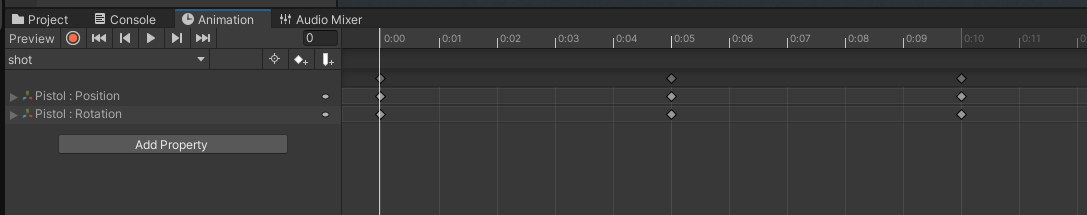 Project Console Animation Audio Mixer
Preview 0 0:00 0:01 0:02 0:03 0:04 0:05 0:06 0:07 0:08 0:09 0:10 0:11
shot
Pistol : Position
Pistol : Rotation
Add Property